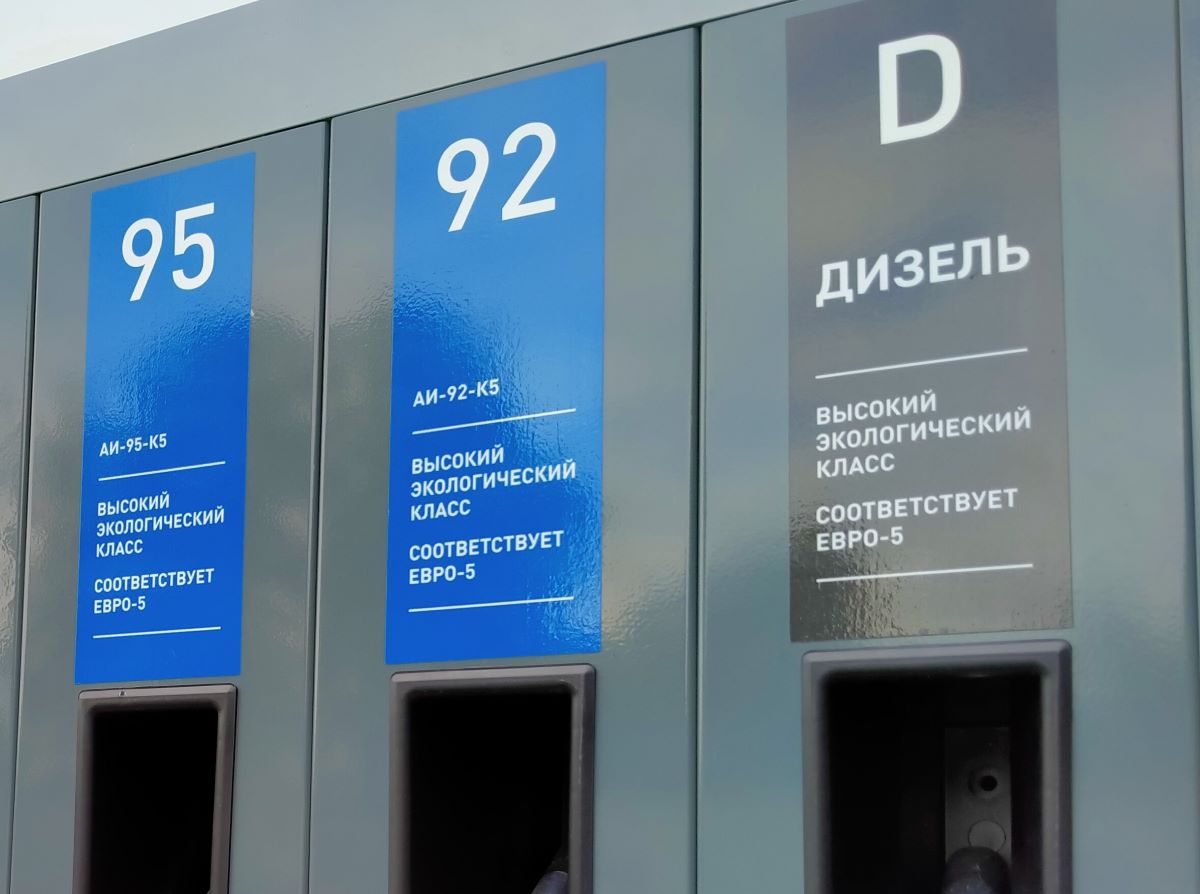 95
АИ-95-К5
ВЫСОКИЙ
ЭКОЛОГИЧЕСКИЙ
КЛАСС
СООТВЕТСТВУЕТ
ЕВРО-5
92
АИ-92-К5
ВЫСОКИЙ
ЭКОЛОГИЧЕСКИЙ
КЛАСС
СООТВЕТСТВУЕТ
ЕВРО-5
D
ДИЗЕЛЬ
ВЫСОКИЙ
ЭКОЛОГИЧЕСКИЙ
КЛАСС
СООТВЕТСТВУЕТ
ЕВРО-5